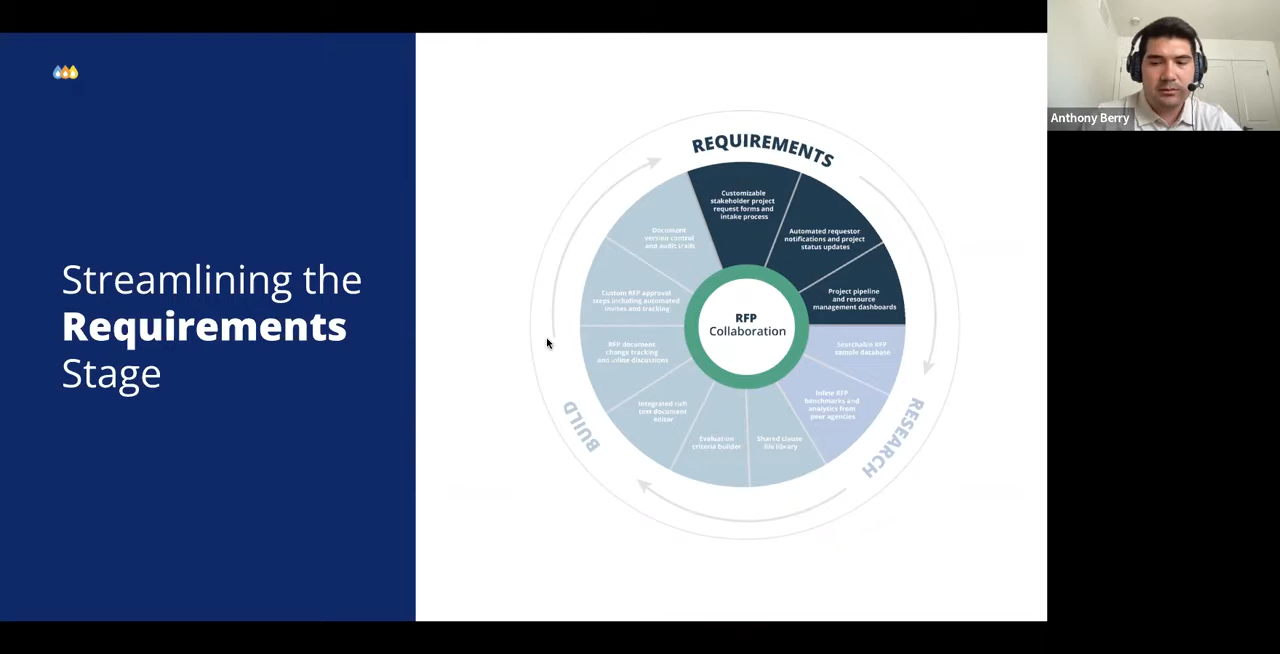 Streamlining the
Requirements
Stage
REQUIREMENTS
Customizable
stakeholder project
request forms and
intake process
Automated requestor
notifications and project
status updates
Project pipeline
and resource
management dashboards
RESEARCH
Searchable RFP
sample database
Inline RFP
benchmarks and
analytics from
peer agencies
BUILD
Shared clause
file library
Evaluation
criteria builder
Integrated rich
text document
editor
RFP document
change tracking
and inline discussions
Custom RFP approval
steps including automated
invites and tracking
Document
version control
and audit trails
RFP
Collaboration
Anthony Berry